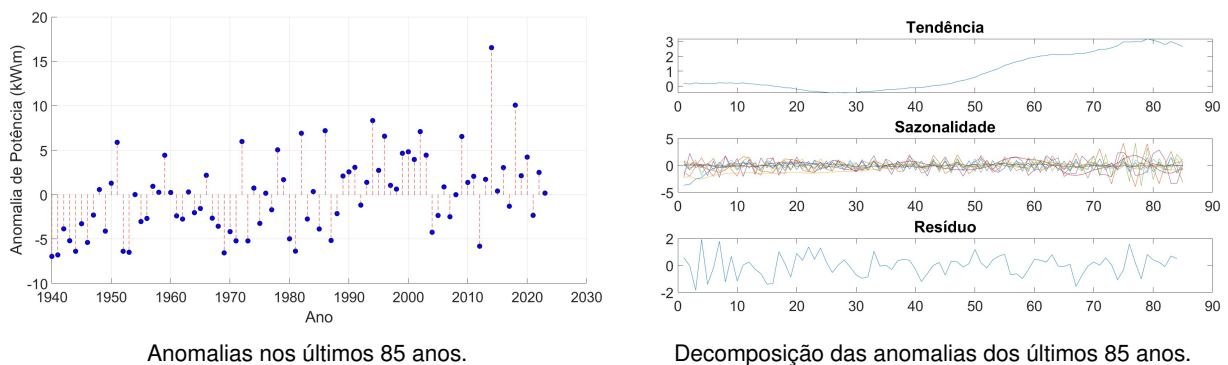 20
15
10
5
0
-5
-10
1940 1950 1960 1970 1980 1990 2000 2010 2020 2030
Anomalia de Potência (kW\m)
Ano
Anomalias nos últimos 85 anos.
Tendência
3
2
1
0
0 10 20 30 40 50 60 70 80 90
Sazonalidade
5
0
-5
0 10 20 30 40 50 60 70 80 90
Resíduo
2
0
-2
0 10 20 30 40 50 60 70 80 90
Decomposição das anomalias dos últimos 85 anos.